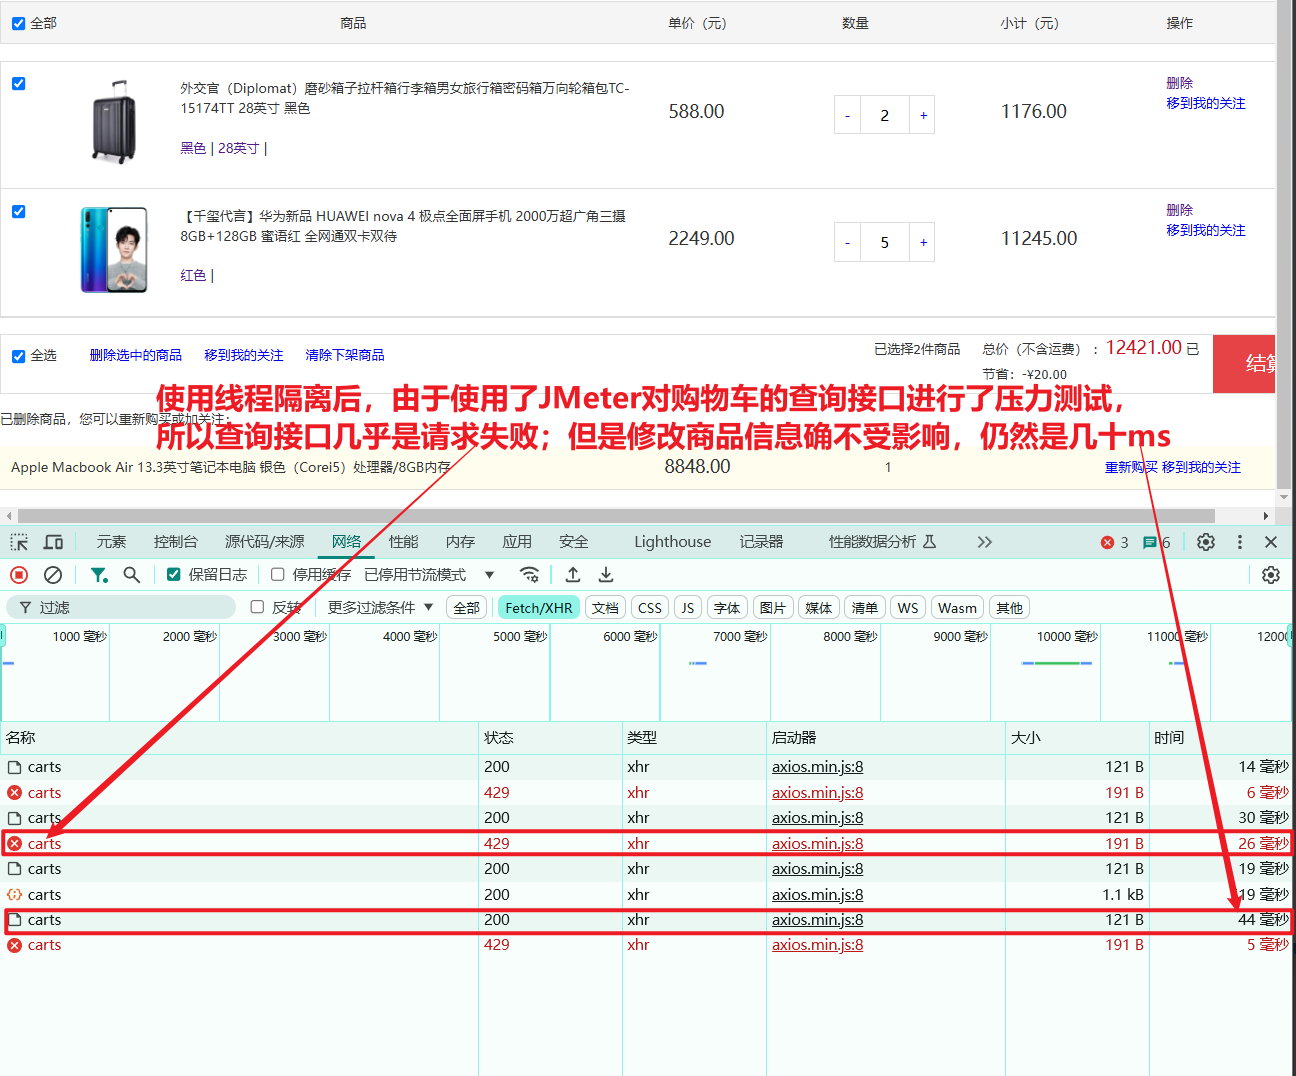 全部 商品 单价（元） 数量 小计（元） 操作
外交官（Diplomat）磨砂箱子拉杆箱行李箱男女旅行箱密码箱万向轮箱包TC-
15174TT 28英寸 黑色
黑色 | 28英寸 |
588.00
- 2 +
1176.00
删除
移到我的关注
【千玺代言】华为新品 HUAWEI nova 4 极点全面屏手机 2000万超广角三摄
8GB+128GB 蜜语红 全网通双卡双待
红色 |
2249.00
- 5 +
11245.00
删除
移到我的关注
全选 删除选中的商品 移到我的关注 清除下架商品 已选择2件商品 总价（不含运费）： 12421.00 已
节省：-¥20.00
结算
使用线程隔离后，由于使用了JMeter对购物车的查询接口进行了压力测试，
所以查询接口几乎是请求失败；但是修改商品信息确不受影响，仍然是几十ms
已删除商品，您可以重新购买或加关注：
Apple Macbook Air 13.3英寸笔记本电脑 银色（Corei5）处理器/8GB内存 8848.00 1 重新购买 移到我的关注
元素 控制台 源代码/来源 网络 性能 内存 应用 安全 Lighthouse 记录器 性能数据分析 3 6
保留日志 停用缓存 已停用节流模式
过滤 反转 更多过滤条件 全部 Fetch/XHR 文档 CSS JS 字体 图片 媒体 清单 WS Wasm 其他
1000 毫秒 2000 毫秒 3000 毫秒 4000 毫秒 5000 毫秒 6000 毫秒 7000 毫秒 8000 毫秒 9000 毫秒 10000 毫秒 11000 毫秒 12000
名称 状态 类型 启动器 大小 时间
carts 200 xhr axios.min.js:8 121 B 14 毫秒
carts 429 xhr axios.min.js:8 191 B 6 毫秒
carts 200 xhr axios.min.js:8 121 B 30 毫秒
carts 429 xhr axios.min.js:8 191 B 26 毫秒
carts 200 xhr axios.min.js:8 121 B 19 毫秒
carts 200 xhr axios.min.js:8 1.1 kB 19 毫秒
carts 200 xhr axios.min.js:8 121 B 44 毫秒
carts 429 xhr axios.min.js:8 191 B 5 毫秒